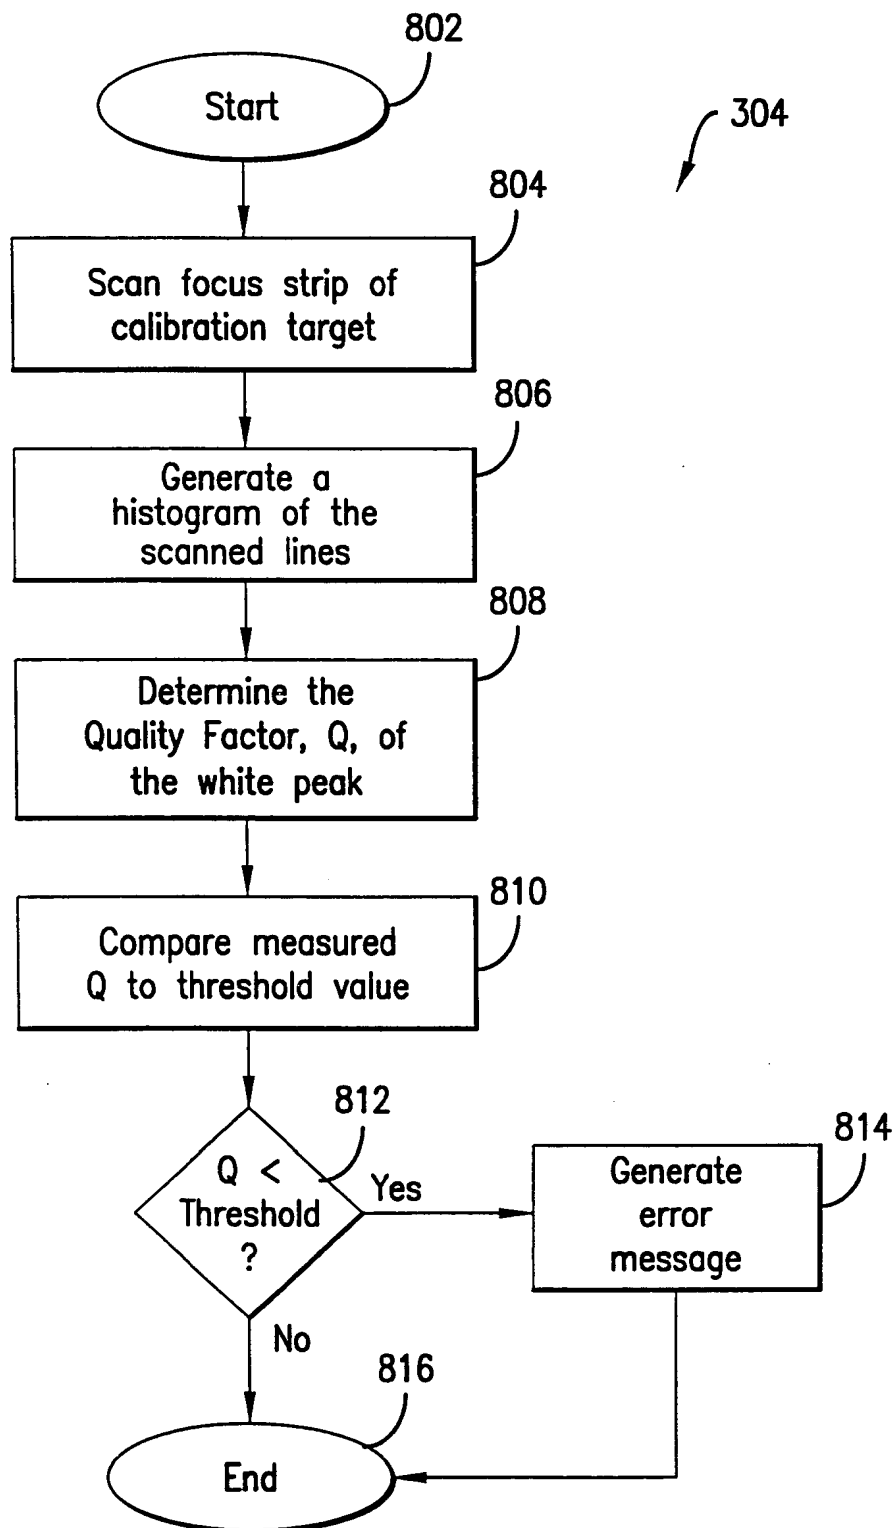 802
Start
304
804
Scan focus strip of
calibration target
806
Generate a
histogram of the
scanned lines
808
Determine the
Quality Factor, Q, of
the white peak
810
Compare measured
Q to threshold value
812
Q <
Threshold
?
Yes
814
Generate
error
message
No
816
End